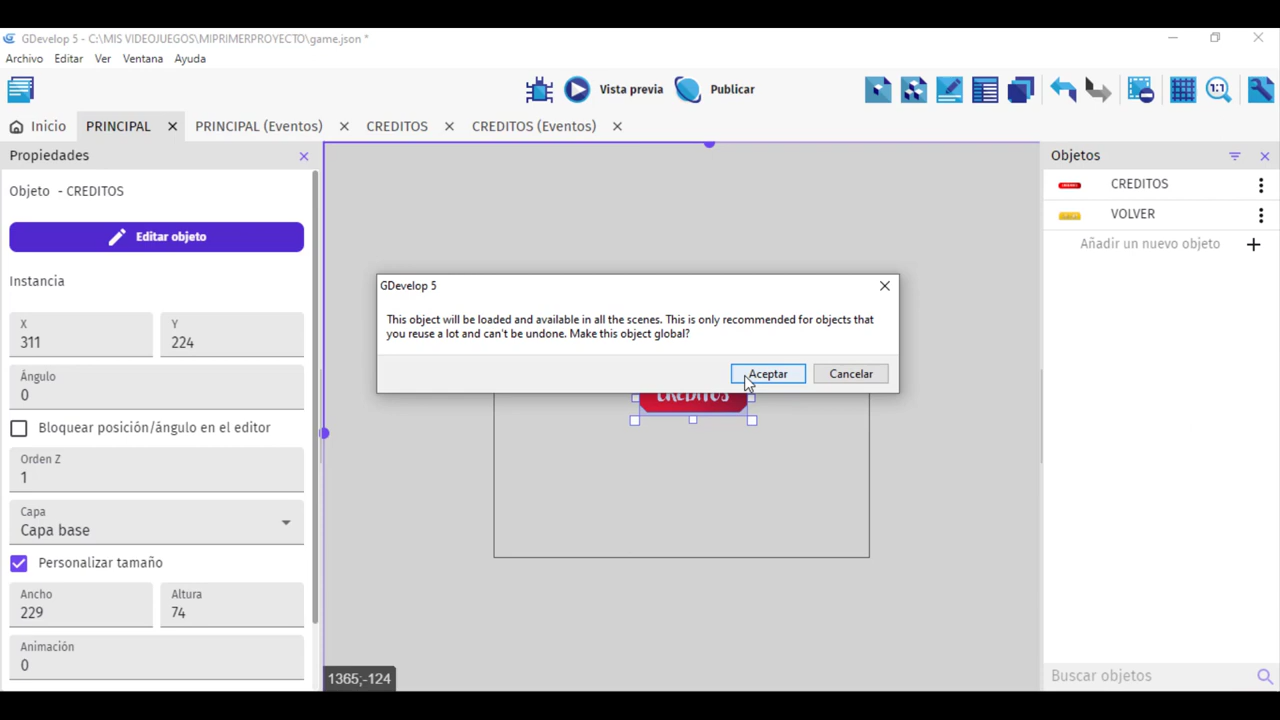 GDevelop 5 - C:\MIS VIDEOJUEGOS\MIPRIMERPROYECTO\game.json *
Archivo Editar Ver Ventana Ayuda
Vista previa Publicar
Inicio PRINCIPAL PRINCIPAL (Eventos) CREDITOS CREDITOS (Eventos)
Propiedades
Objeto - CREDITOS
Editar objeto
Instancia
X
311
Y
224
Ángulo
0
Bloquear posición/ángulo en el editor
Orden Z
1
Capa
Capa base
Personalizar tamaño
Ancho
229
Altura
74
Animación
0
GDevelop 5
This object will be loaded and available in all the scenes. This is only recommended for objects that
you reuse a lot and can't be undone. Make this object global?
Aceptar Cancelar
CREDITOS
1365;-124
Objetos
CREDITOS
VOLVER
Añadir un nuevo objeto
Buscar objetos
1:1